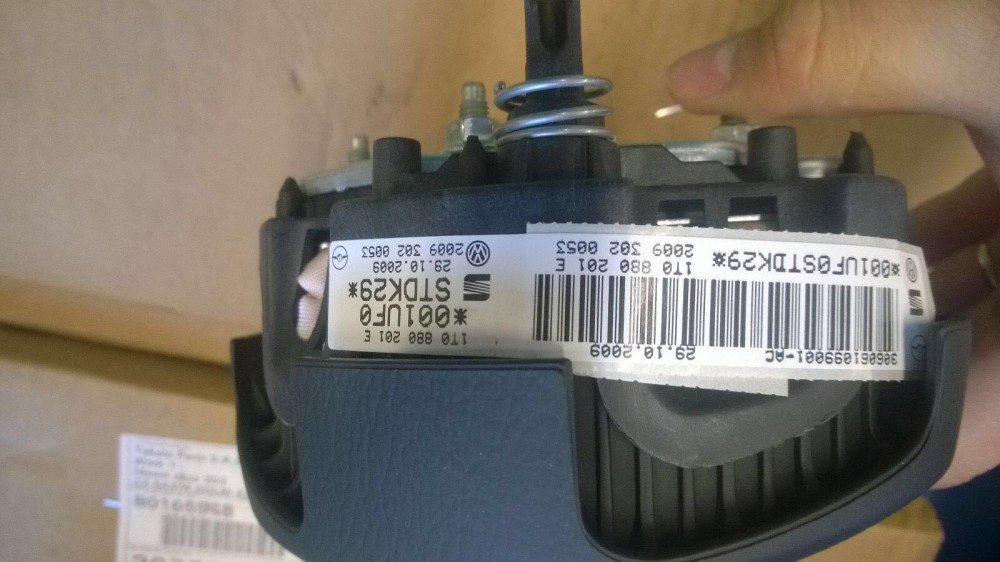 1T0 880 201 E
*001UF0
STDK29*
29.10.2009
2009 302 0053
306061099001-AC
29.10.2009
*001UF0STDK29*
1T0 880 201 E
2009 302 0053
80166958